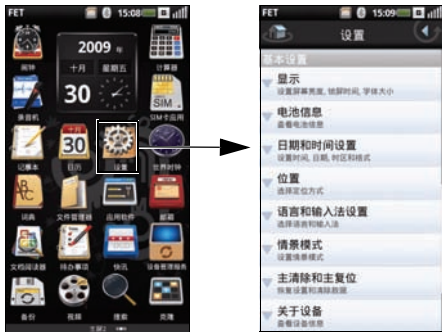 FET 15:08
2009 年
十月 星期五
30
闹钟 计算器
录音机 SIM卡应用
SIM
十月
30
记事本 日历 设置 世界时钟
词典 文件管理器 应用软件 邮箱
文档阅读器 待办事项 快讯 设备管理服务
备份 视频 搜索 克隆
主屏2
FET 15:09
设置
基本设置
显示
设置屏幕亮度, 锁屏时间, 字体大小
电池信息
查看电池信息
日期和时间设置
设置时间, 日期, 时区和格式
位置
选择定位方式
语言和输入法设置
选择语言和输入法
情景模式
设置情景模式
主清除和主复位
恢复设置和清除数据
关于设备
查看设备信息